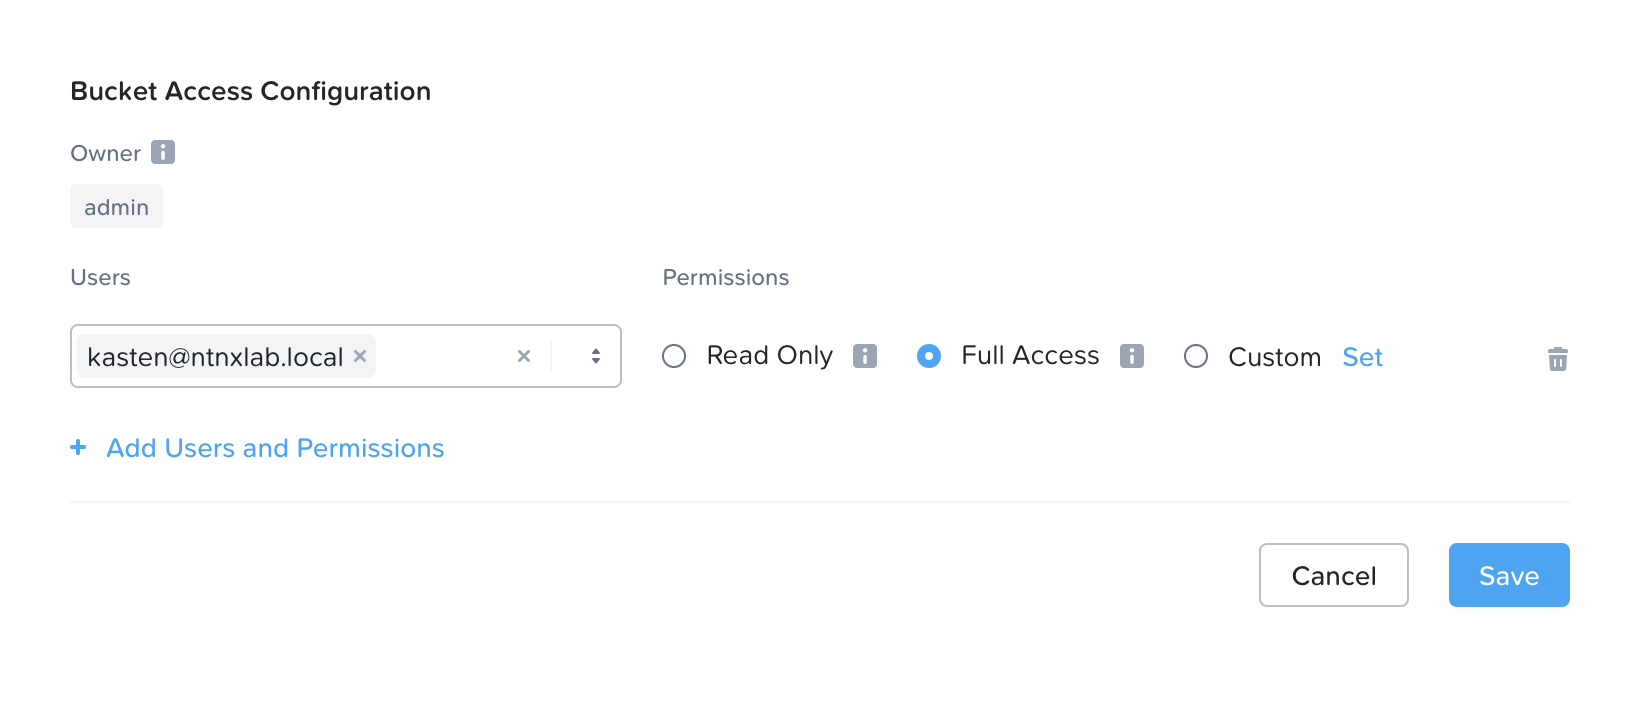 Bucket Access Configuration
Owner
admin
Users
Permissions
kasten@ntnxlab.local
Read Only
Full Access
Custom
Set
+ Add Users and Permissions
Cancel
Save